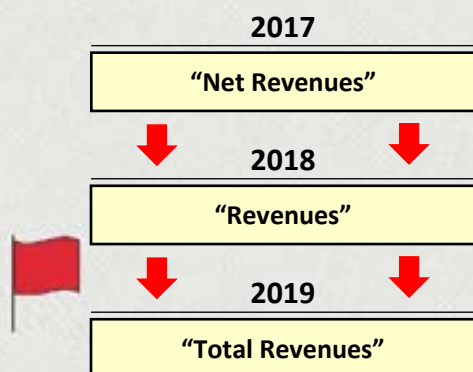 2017
“Net Revenues”
2018
“Revenues”
2019
“Total Revenues”